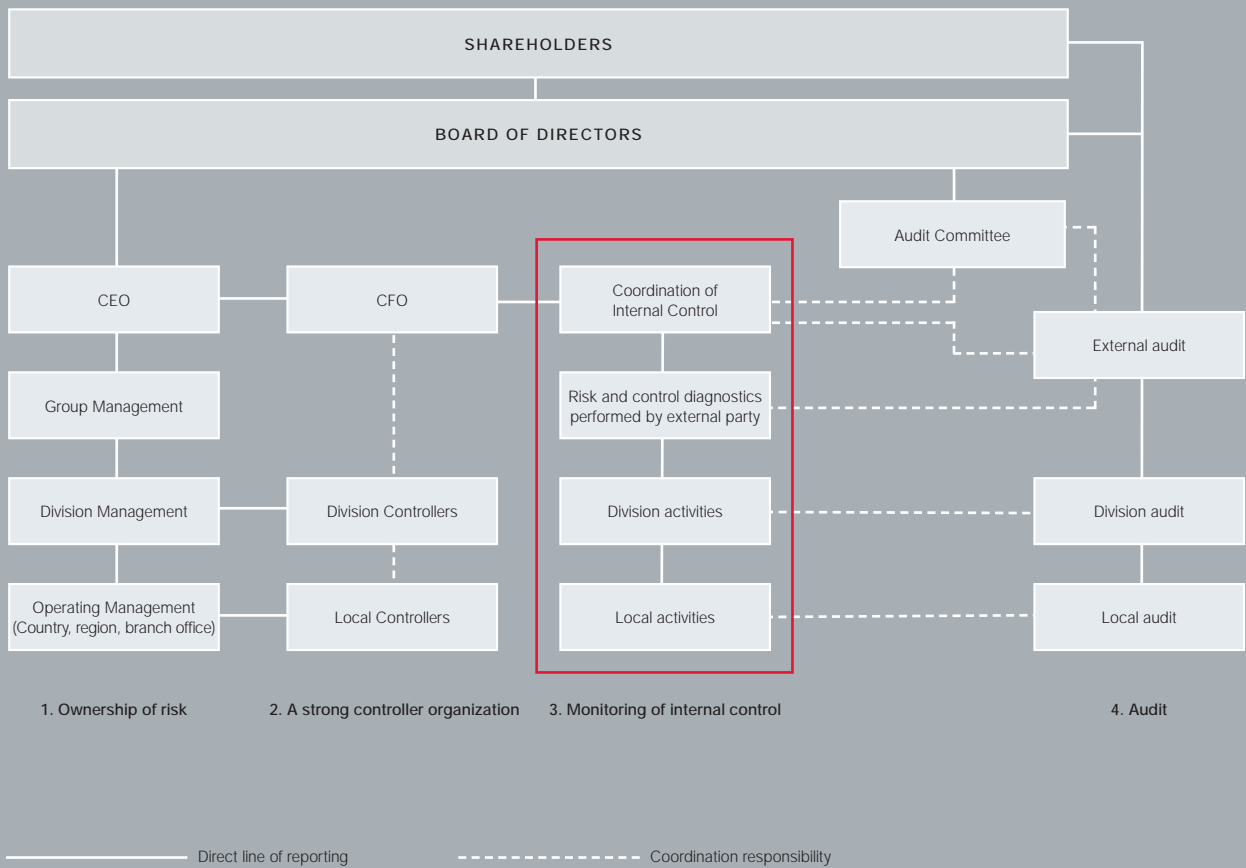 SHAREHOLDERS
BOARD OF DIRECTORS
Audit Committee
CEO
CFO
Coordination of
Internal Control
External audit
Group Management
Risk and control diagnostics
performed by external party
Division Management
Division Controllers
Division activities
Division audit
Operating Management
(Country, region, branch office)
Local Controllers
Local activities
Local audit
1. Ownership of risk
2. A strong controller organization
3. Monitoring of internal control
4. Audit
Direct line of reporting
Coordination responsibility